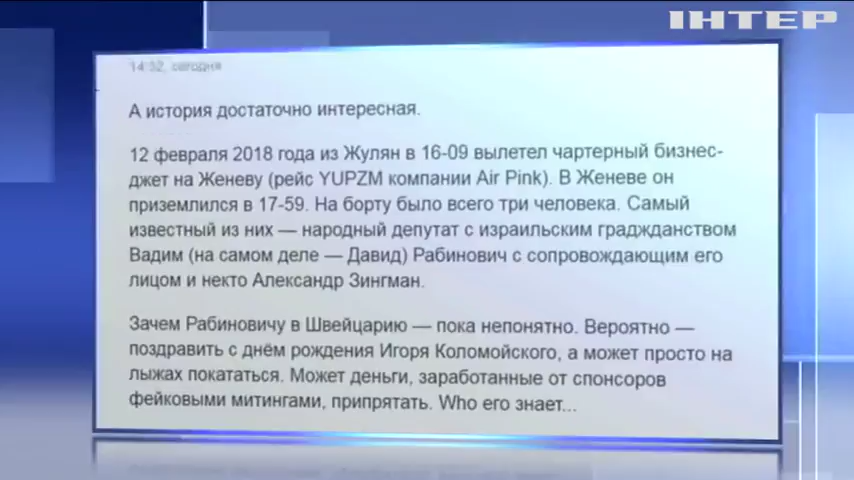 ІНТЕР
14:32, сегодня
А история достаточно интересная.
12 февраля 2018 года из Жулян в 16-09 вылетел чартерный бизнес-
джет на Женеву (рейс YUPZM компании Air Pink). В Женеве он
приземлился в 17-59. На борту было всего три человека. Самый
известный из них — народный депутат с израильским граджданством
Вадим (на самом деле — Давид) Рабинович с сопровождающим его
лицом и некто Александр Зингман.
Зачем Рабиновичу в Швейцарию — пока непонятно. Вероятно —
поздравить с днём рождения Игоря Коломойского, а может просто на
лыжах покататься. Может деньги, заработанные от спонсоров
фейковыми митингами, припрятать. Who его знает...